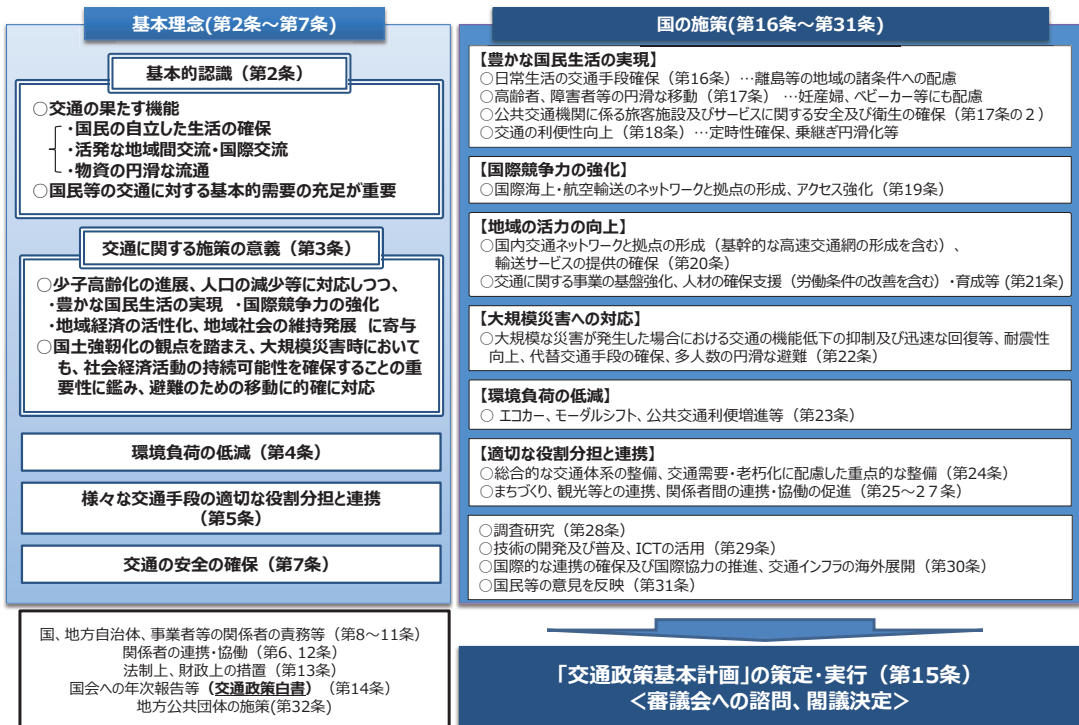 基本理念(第2条～第7条)
基本的認識（第2条）
○交通の果たす機能
・国民の自立した生活の確保
・活発な地域間交流・国際交流
・物資の円滑な流通
○国民等の交通に対する基本的需要の充足が重要
交通に関する施策の意義（第3条）
○少子高齢化の進展、人口の減少等に対応しつつ、
・豊かな国民生活の実現 ・国際競争力の強化
・地域経済の活性化、地域社会の維持発展 に寄与
○国土強靭化の観点を踏まえ、大規模災害時において
も、社会経済活動の持続可能性を確保することの重
要性に鑑み、避難のための移動に的確に対応
環境負荷の低減（第4条）
様々な交通手段の適切な役割分担と連携
（第5条）
交通の安全の確保（第7条）
国、地方自治体、事業者等の関係者の責務等（第8～11条）
関係者の連携・協働（第6、12条）
法制上、財政上の措置（第13条）
国会への年次報告等（交通政策白書）（第14条）
地方公共団体の施策(第32条)
国の施策(第16条～第31条)
【豊かな国民生活の実現】
○日常生活の交通手段確保（第16条）…離島等の地域の諸条件への配慮
○高齢者、障害者等の円滑な移動（第17条）…妊産婦、ベビーカー等にも配慮
○公共交通機関に係る旅客施設及びサービスに関する安全及び衛生の確保（第17条の２）
○交通の利便性向上（第18条）…定時性確保、乗継ぎ円滑化等
【国際競争力の強化】
○国際海上・航空輸送のネットワークと拠点の形成、アクセス強化（第19条）
【地域の活力の向上】
○国内交通ネットワークと拠点の形成（基幹的な高速交通網の形成を含む）、
輸送サービスの提供の確保（第20条）
○交通に関する事業の基盤強化、人材の確保支援（労働条件の改善を含む）・育成等 (第21条）
【大規模災害への対応】
○大規模な災害が発生した場合における交通の機能低下の抑制及び迅速な回復等、耐震性
向上、代替交通手段の確保、多人数の円滑な避難（第22条）
【環境負荷の低減】
○ エコカー、モーダルシフト、公共交通利便増進等（第23条）
【適切な役割分担と連携】
○総合的な交通体系の整備、交通需要・老朽化に配慮した重点的な整備（第24条）
○まちづくり、観光等との連携、関係者間の連携・協働の促進（第25～２７条）
○調査研究（第28条）
○技術の開発及び普及、ICTの活用（第29条）
○国際的な連携の確保及び国際協力の推進、交通インフラの海外展開（第30条）
○国民等の意見を反映（第31条）
「交通政策基本計画」の策定・実行（第15条）
＜審議会への諮問、閣議決定＞